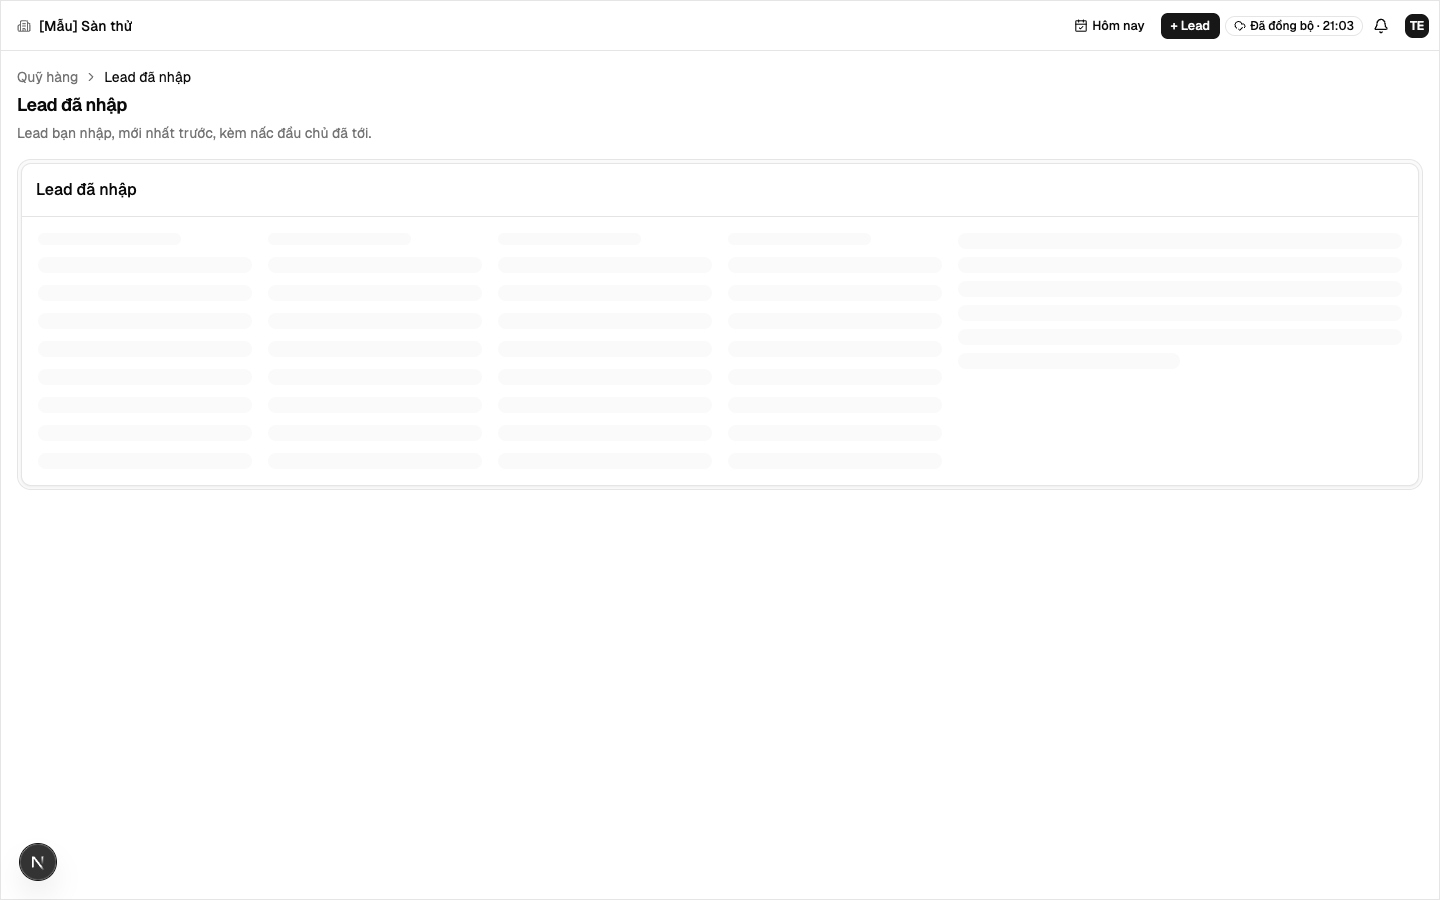 [Mẫu] Sàn thử
Hôm nay
+ Lead
Đã đồng bộ · 21:03
TE
Quỹ hàng > Lead đã nhập
Lead đã nhập
Lead bạn nhập, mới nhất trước, kèm nấc đầu chủ đã tới.
Lead đã nhập
N